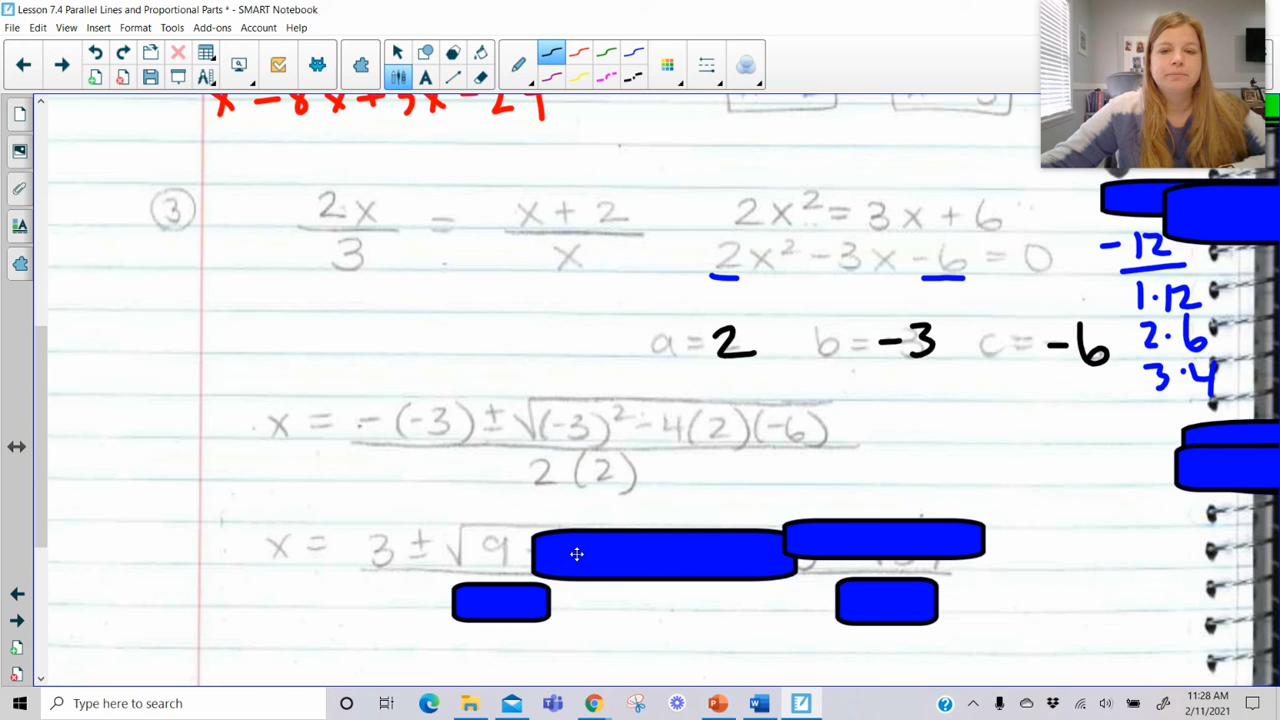 Lesson 7.4 Parallel Lines and Proportional Parts * - SMART Notebook
File Edit View Insert Format Tools Add-ons Account Help
③ 2x/3 = x + 2/x 2x² = 3x + 6
2x² - 3x - 6 = 0
-12
1·12
2·6
3·4
a = 2 b = -3 c = -6
x = -(-3) ± √(-3)² - 4(2)(-6)
2(2)
x = 3 ± √9
Type here to search
11:28 AM
2/11/2021